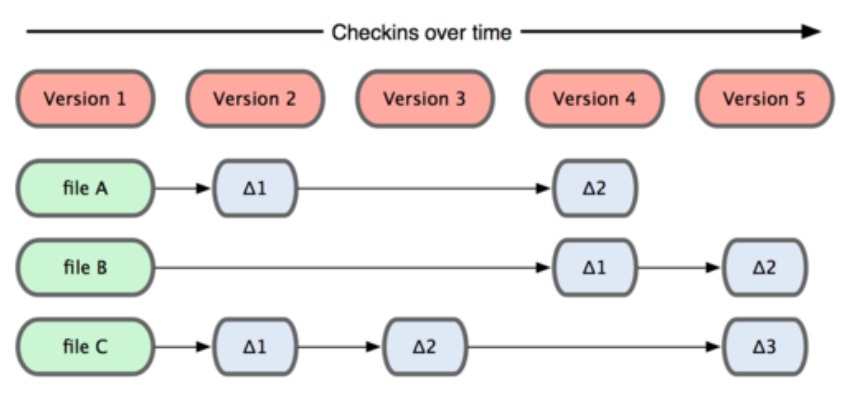 Checkins over time
Version 1 Version 2 Version 3 Version 4 Version 5
file A Δ1 Δ2
file B Δ1 Δ2
file C Δ1 Δ2 Δ3